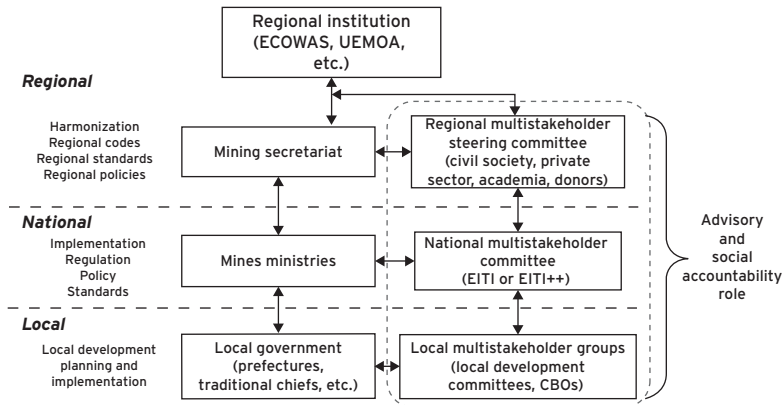 Regional institution
(ECOWAS, UEMOA,
etc.)
Regional
Harmonization
Regional codes
Regional standards
Regional policies
Mining secretariat
Regional multistakeholder
steering committee
(civil society, private
sector, academia, donors)
National
Implementation
Regulation
Policy
Standards
Mines ministries
National multistakeholder
committee
(EITI or EITI++)
Advisory
and
social
accountability
role
Local
Local development
planning and
implementation
Local government
(prefectures,
traditional chiefs, etc.)
Local multistakeholder groups
(local development
committees, CBOs)